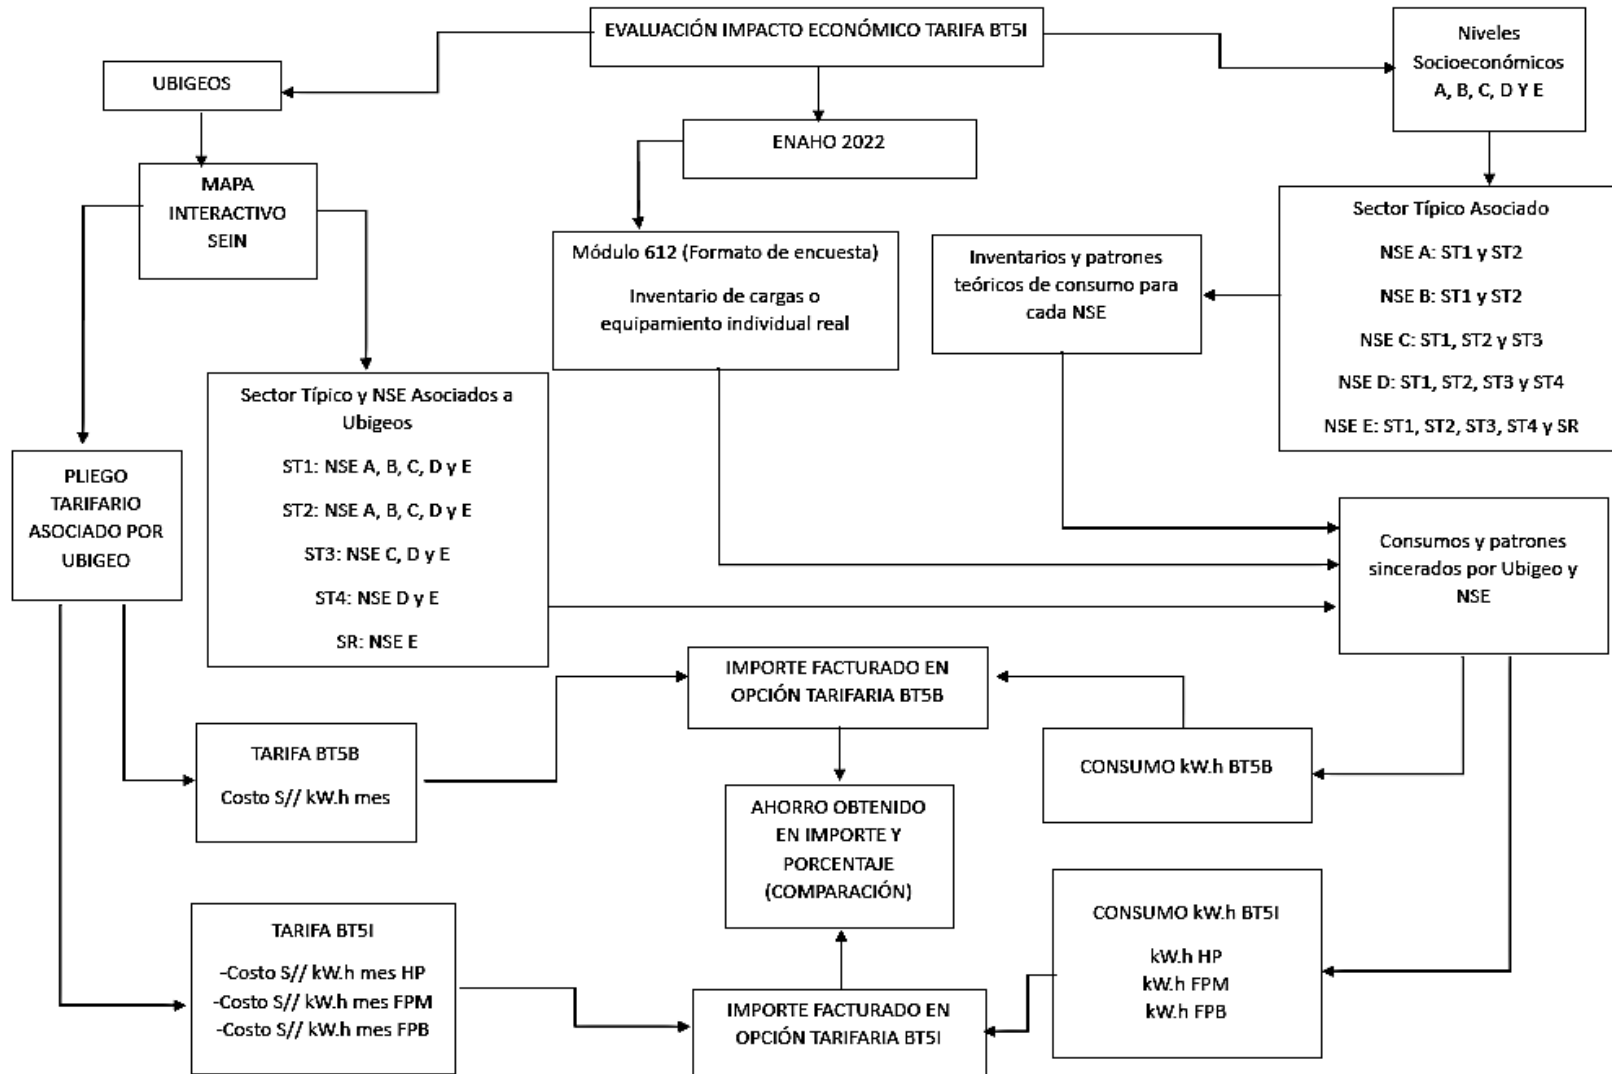 EVALUACIÓN IMPACTO ECONÓMICO TARIFA BT5I
UBIGEOS
Niveles
Socioeconómicos
A, B, C, D Y E
ENAHO 2022
MAPA
INTERACTIVO
SEIN
Módulo 612 (Formato de encuesta)
Inventario de cargas o
equipamiento individual real
Inventarios y patrones
teóricos de consumo para
cada NSE
Sector Típico Asociado
NSE A: ST1 y ST2
NSE B: ST1 y ST2
NSE C: ST1, ST2 y ST3
NSE D: ST1, ST2, ST3 y ST4
NSE E: ST1, ST2, ST3, ST4 y SR
Sector Típico y NSE Asociados a
Ubigeos
ST1: NSE A, B, C, D y E
ST2: NSE A, B, C, D y E
ST3: NSE C, D y E
ST4: NSE D y E
SR: NSE E
PLIEGO
TARIFARIO
ASOCIADO POR
UBIGEO
Consumos y patrones
sincerados por Ubigeo y
NSE
IMPORTE FACTURADO EN
OPCIÓN TARIFARIA BT5B
TARIFA BT5B
Costo S// kW.h mes
CONSUMO kW.h BT5B
AHORRO OBTENIDO
EN IMPORTE Y
PORCENTAJE
(COMPARACIÓN)
TARIFA BT5I
-Costo S// kW.h mes HP
-Costo S// kW.h mes FPM
-Costo S// kW.h mes FPB
CONSUMO kW.h BT5I
kW.h HP
kW.h FPM
kW.h FPB
IMPORTE FACTURADO EN
OPCIÓN TARIFARIA BT5I